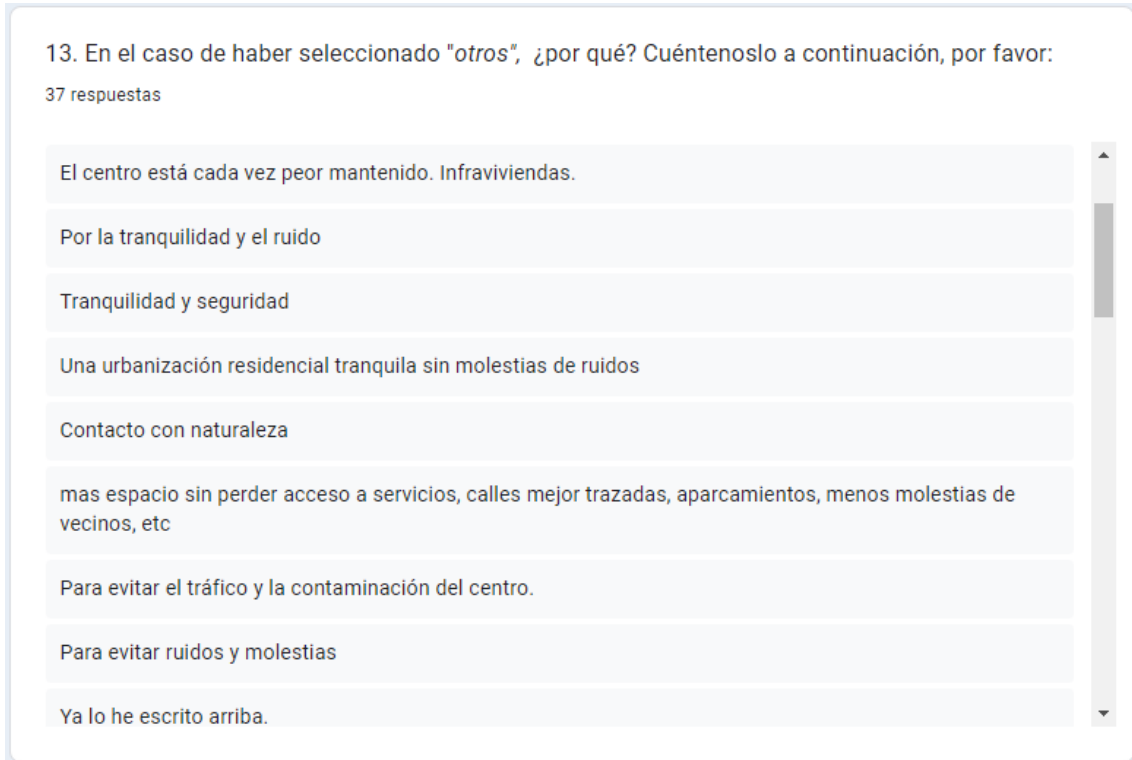 13. En el caso de haber seleccionado "otros", ¿por qué? Cuéntenoslo a continuación, por favor:
37 respuestas
El centro está cada vez peor mantenido. Infraviviendas.
Por la tranquilidad y el ruido
Tranquilidad y seguridad
Una urbanización residencial tranquila sin molestias de ruidos
Contacto con naturaleza
mas espacio sin perder acceso a servicios, calles mejor trazadas, aparcamientos, menos molestias de
vecinos, etc
Para evitar el tráfico y la contaminación del centro.
Para evitar ruidos y molestias
Ya lo he escrito arriba.